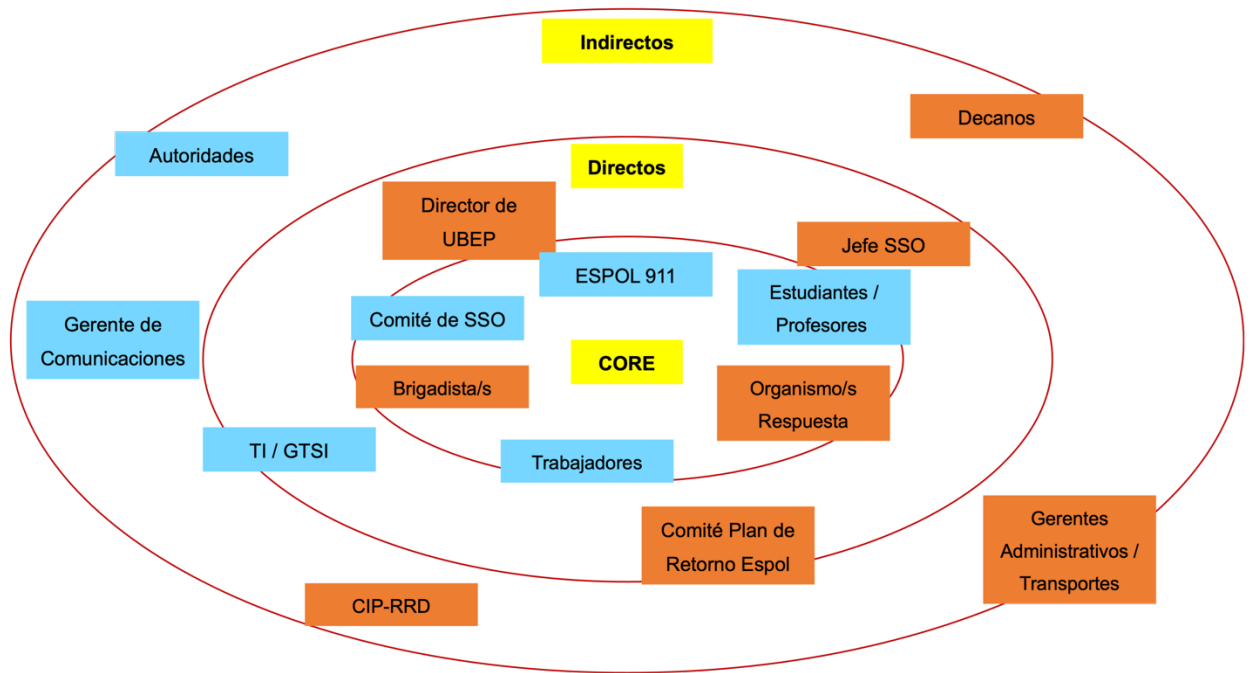 Indirectos
Decanos
Autoridades
Directos
Director de
UBEP
Jefe SSO
ESPOL 911
Estudiantes /
Profesores
Comité de SSO
Gerente de
Comunicaciones
CORE
Brigadista/s
Organismo/s
Respuesta
TI / GTSI
Trabajadores
Comité Plan de
Retorno Espol
Gerentes
Administrativos /
Transportes
CIP-RRD